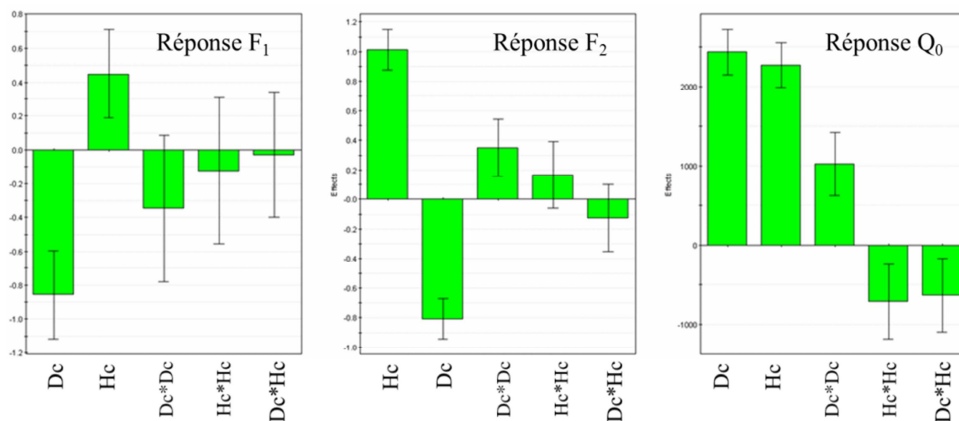 Réponse F1
0.8
0.6
0.4
0.2
0.0
-0.2
-0.4
-0.6
-0.8
-1.0
-1.2
Dc
Hc
Dc*Dc
Hc*Hc
Dc*Hc
Réponse F2
Effects
1.2
1.0
0.8
0.6
0.4
0.2
-0.0
-0.2
-0.4
-0.6
-0.8
-1.0
Hc
Dc
Dc*Dc
Hc*Hc
Dc*Hc
Réponse Q0
Effects
2000
1000
0
-1000
Dc
Hc
Dc*Dc
Hc*Hc
Dc*Hc